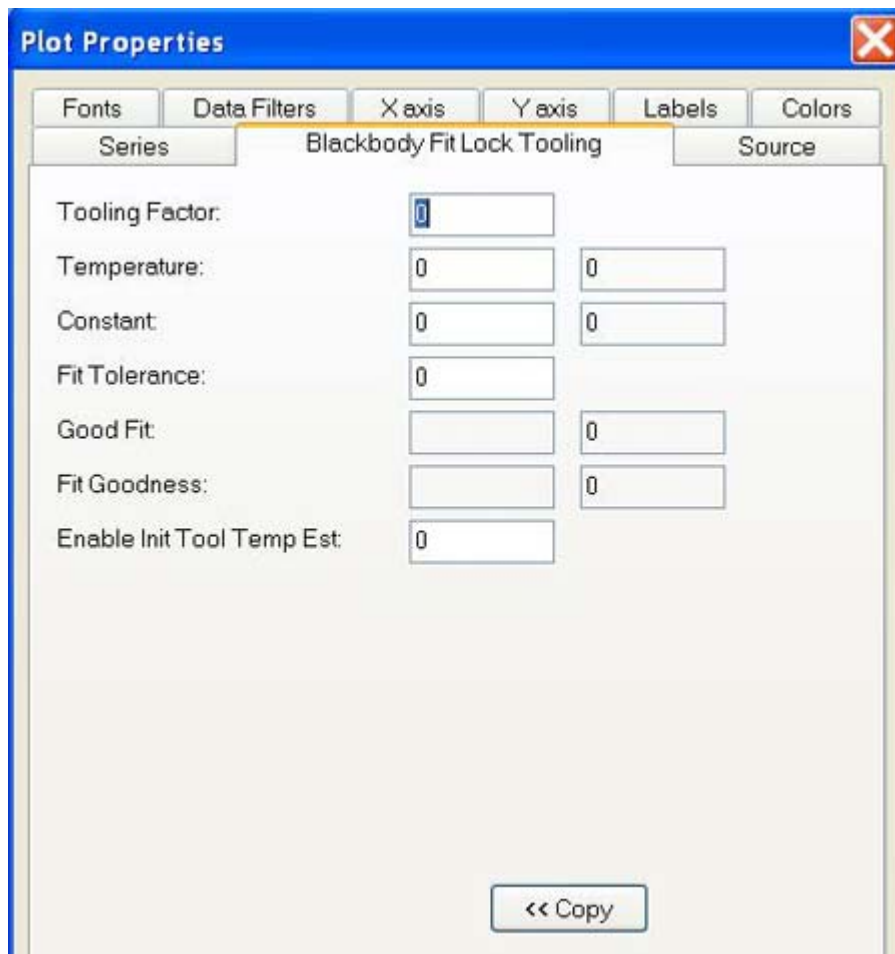 Plot Properties
Fonts Data Filters X axis Y axis Labels Colors
Series Blackbody Fit Lock Tooling Source
Tooling Factor: 0
Temperature: 0 0
Constant: 0 0
Fit Tolerance: 0
Good Fit: 0
Fit Goodness: 0
Enable Init Tool Temp Est: 0
<< Copy